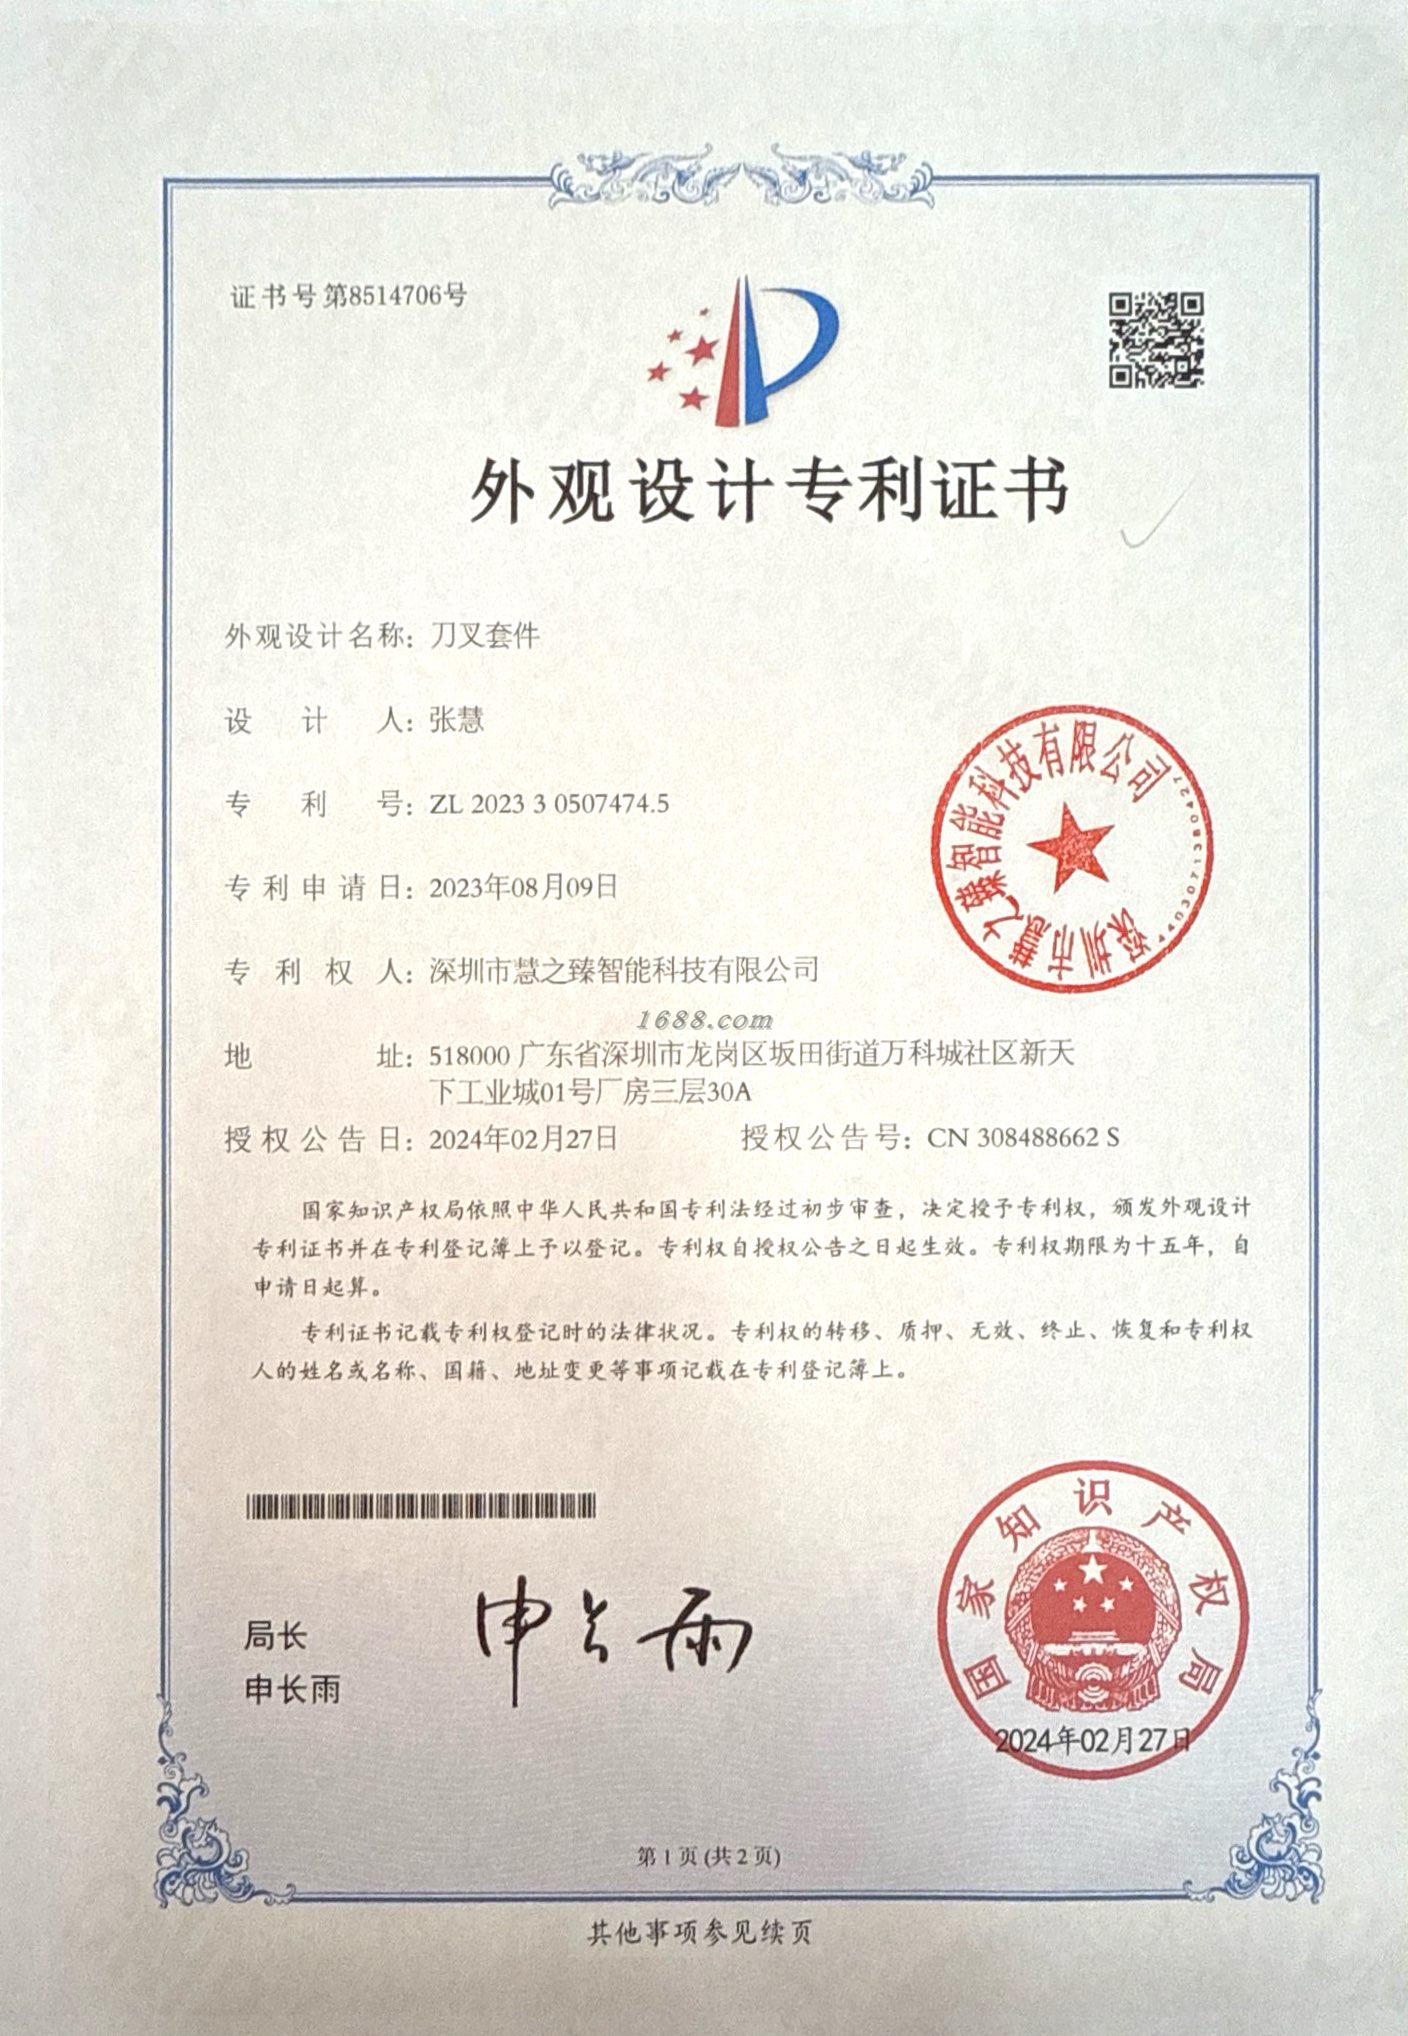 证书号第8514706号
外观设计专利证书
外观设计名称：刀叉套件
设计人：张慧
专利号：ZL 2023 3 0507474.5
专利申请日：2023年08月09日
专利权人：深圳市慧之臻智能科技有限公司
1688.com
地址：518000 广东省深圳市龙岗区坂田街道万科城社区新天
下工业城01号厂房三层30A
授权公告日：2024年02月27日 授权公告号：CN 308488662 S
深圳市慧之臻智能科技有限公司
国家知识产权局依照中华人民共和国专利法经过初步审查，决定授予专利权，颁发外观设计
专利证书并在专利登记簿上予以登记。专利权自授权公告之日起生效。专利权期限为十五年，自
申请日起算。
专利证书记载专利权登记时的法律状况。专利权的转移、质押、无效、终止、恢复和专利权
人的姓名或名称、国籍、地址变更等事项记载在专利登记簿上。
局长
申长雨
申长雨
国家知识产权局
2024年02月27日
第 1 页 (共 2 页)
其他事项参见续页